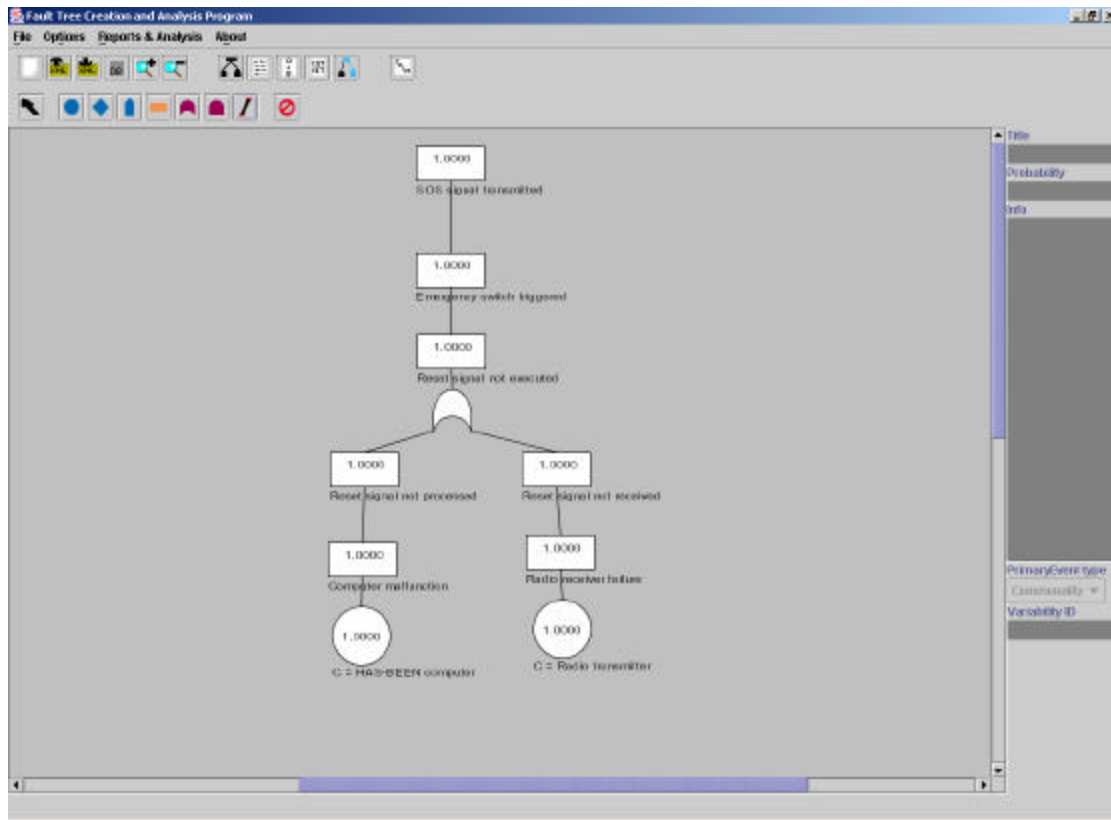 Fault Tree Creation and Analysis Program
File Options Reports & Analysis About
Title
Probability
Info
1.0000
SOS signal transmitted
1.0000
Emergency switch triggered
1.0000
Reset signal not executed
1.0000
1.0000
Reset signal not processed
Reset signal not received
1.0000
1.0000
Computer malfunction
Radio receiver failure
1.0000
1.0000
C = HAS-BEEN computer
C = Radio transmitter
PrimaryEvent type
Commonality
Variability ID